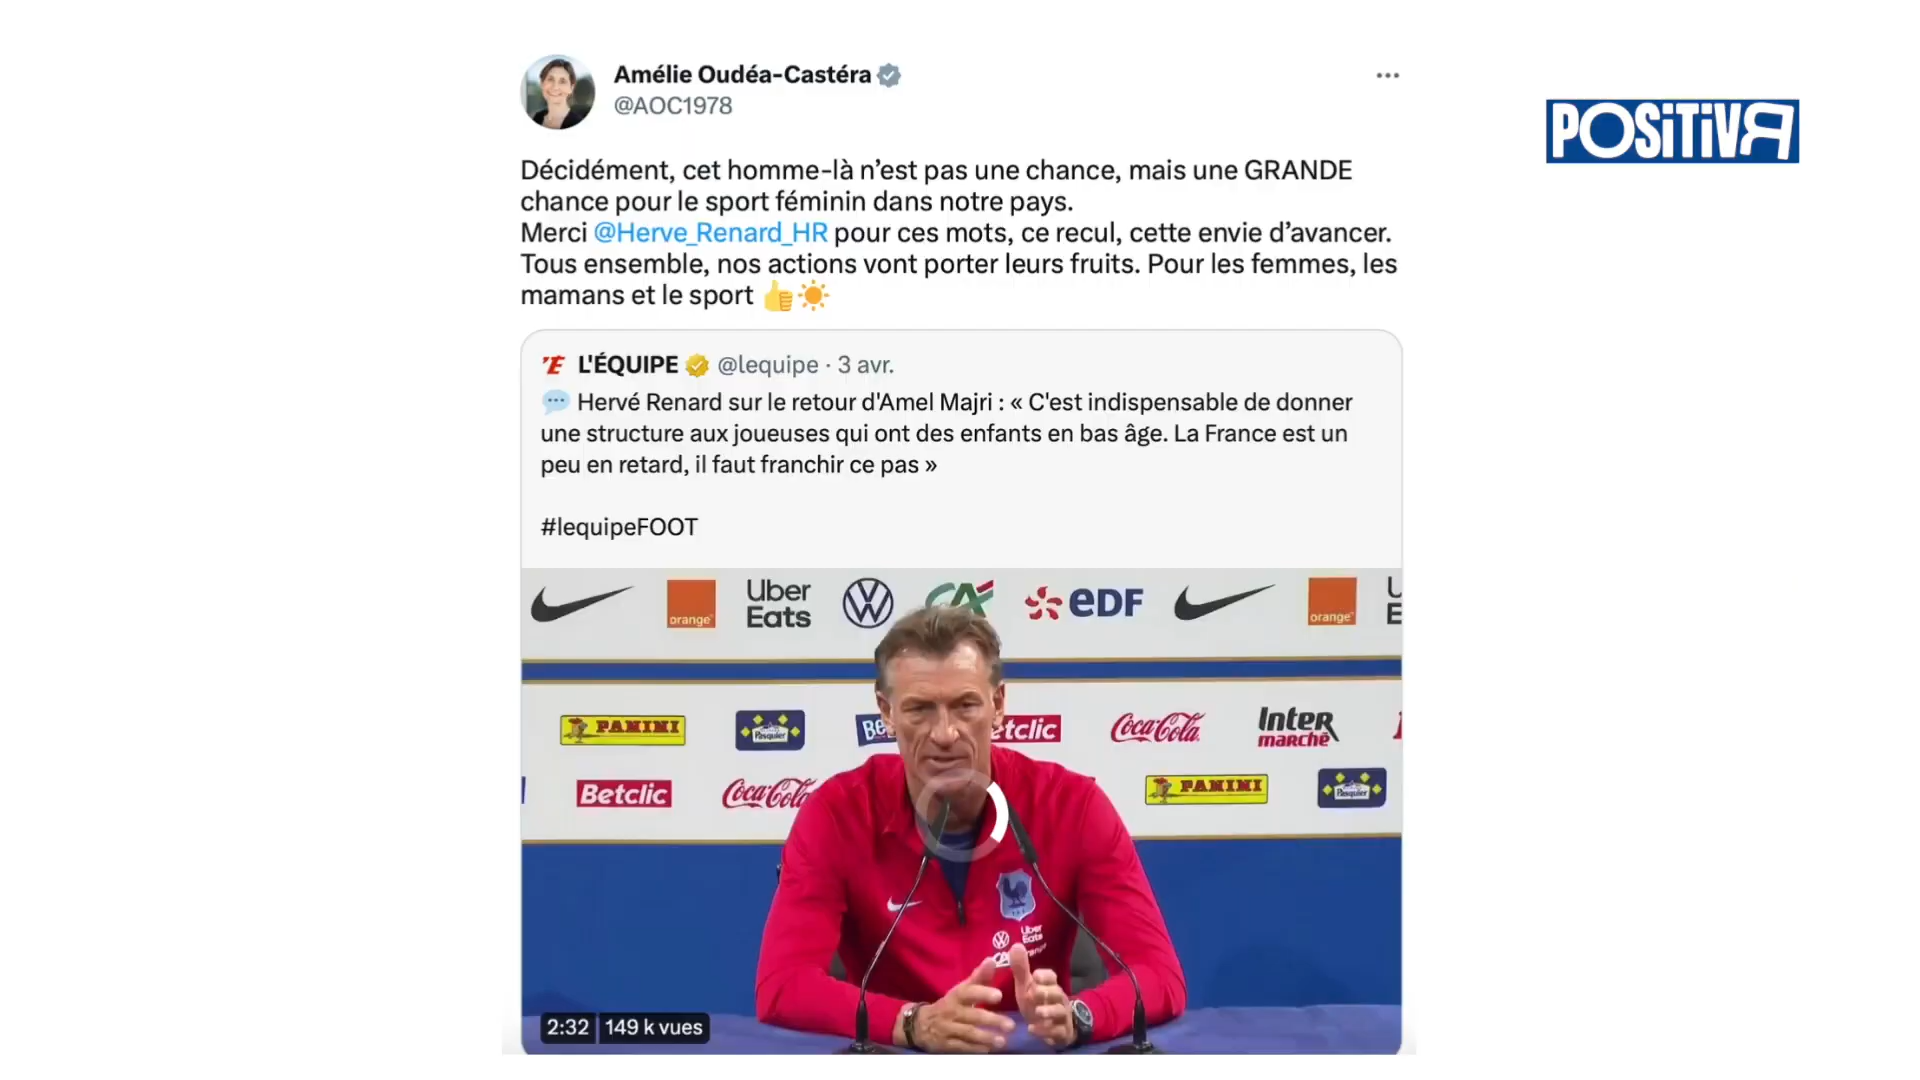 Amélie Oudéa-Castéra
@AOC1978
POSiTiVR
Décidément, cet homme-là n’est pas une chance, mais une GRANDE
chance pour le sport féminin dans notre pays.
Merci @Herve_Renard_HR pour ces mots, ce recul, cette envie d’avancer.
Tous ensemble, nos actions vont porter leurs fruits. Pour les femmes, les
mamans et le sport 👍☀️
L'ÉQUIPE @lequipe · 3 avr.
💬 Hervé Renard sur le retour d'Amel Majri : « C'est indispensable de donner
une structure aux joueuses qui ont des enfants en bas âge. La France est un
peu en retard, il faut franchir ce pas »
#lequipeFOOT
orange
Uber
Eats
CA
eDF
orange
PANINI
Pasquier
Be
etclic
Coca-Cola
Inter
marché
Betclic
Coca-Cola
PANINI
Pasquier
Uber
Eats
2:32
149 k vues